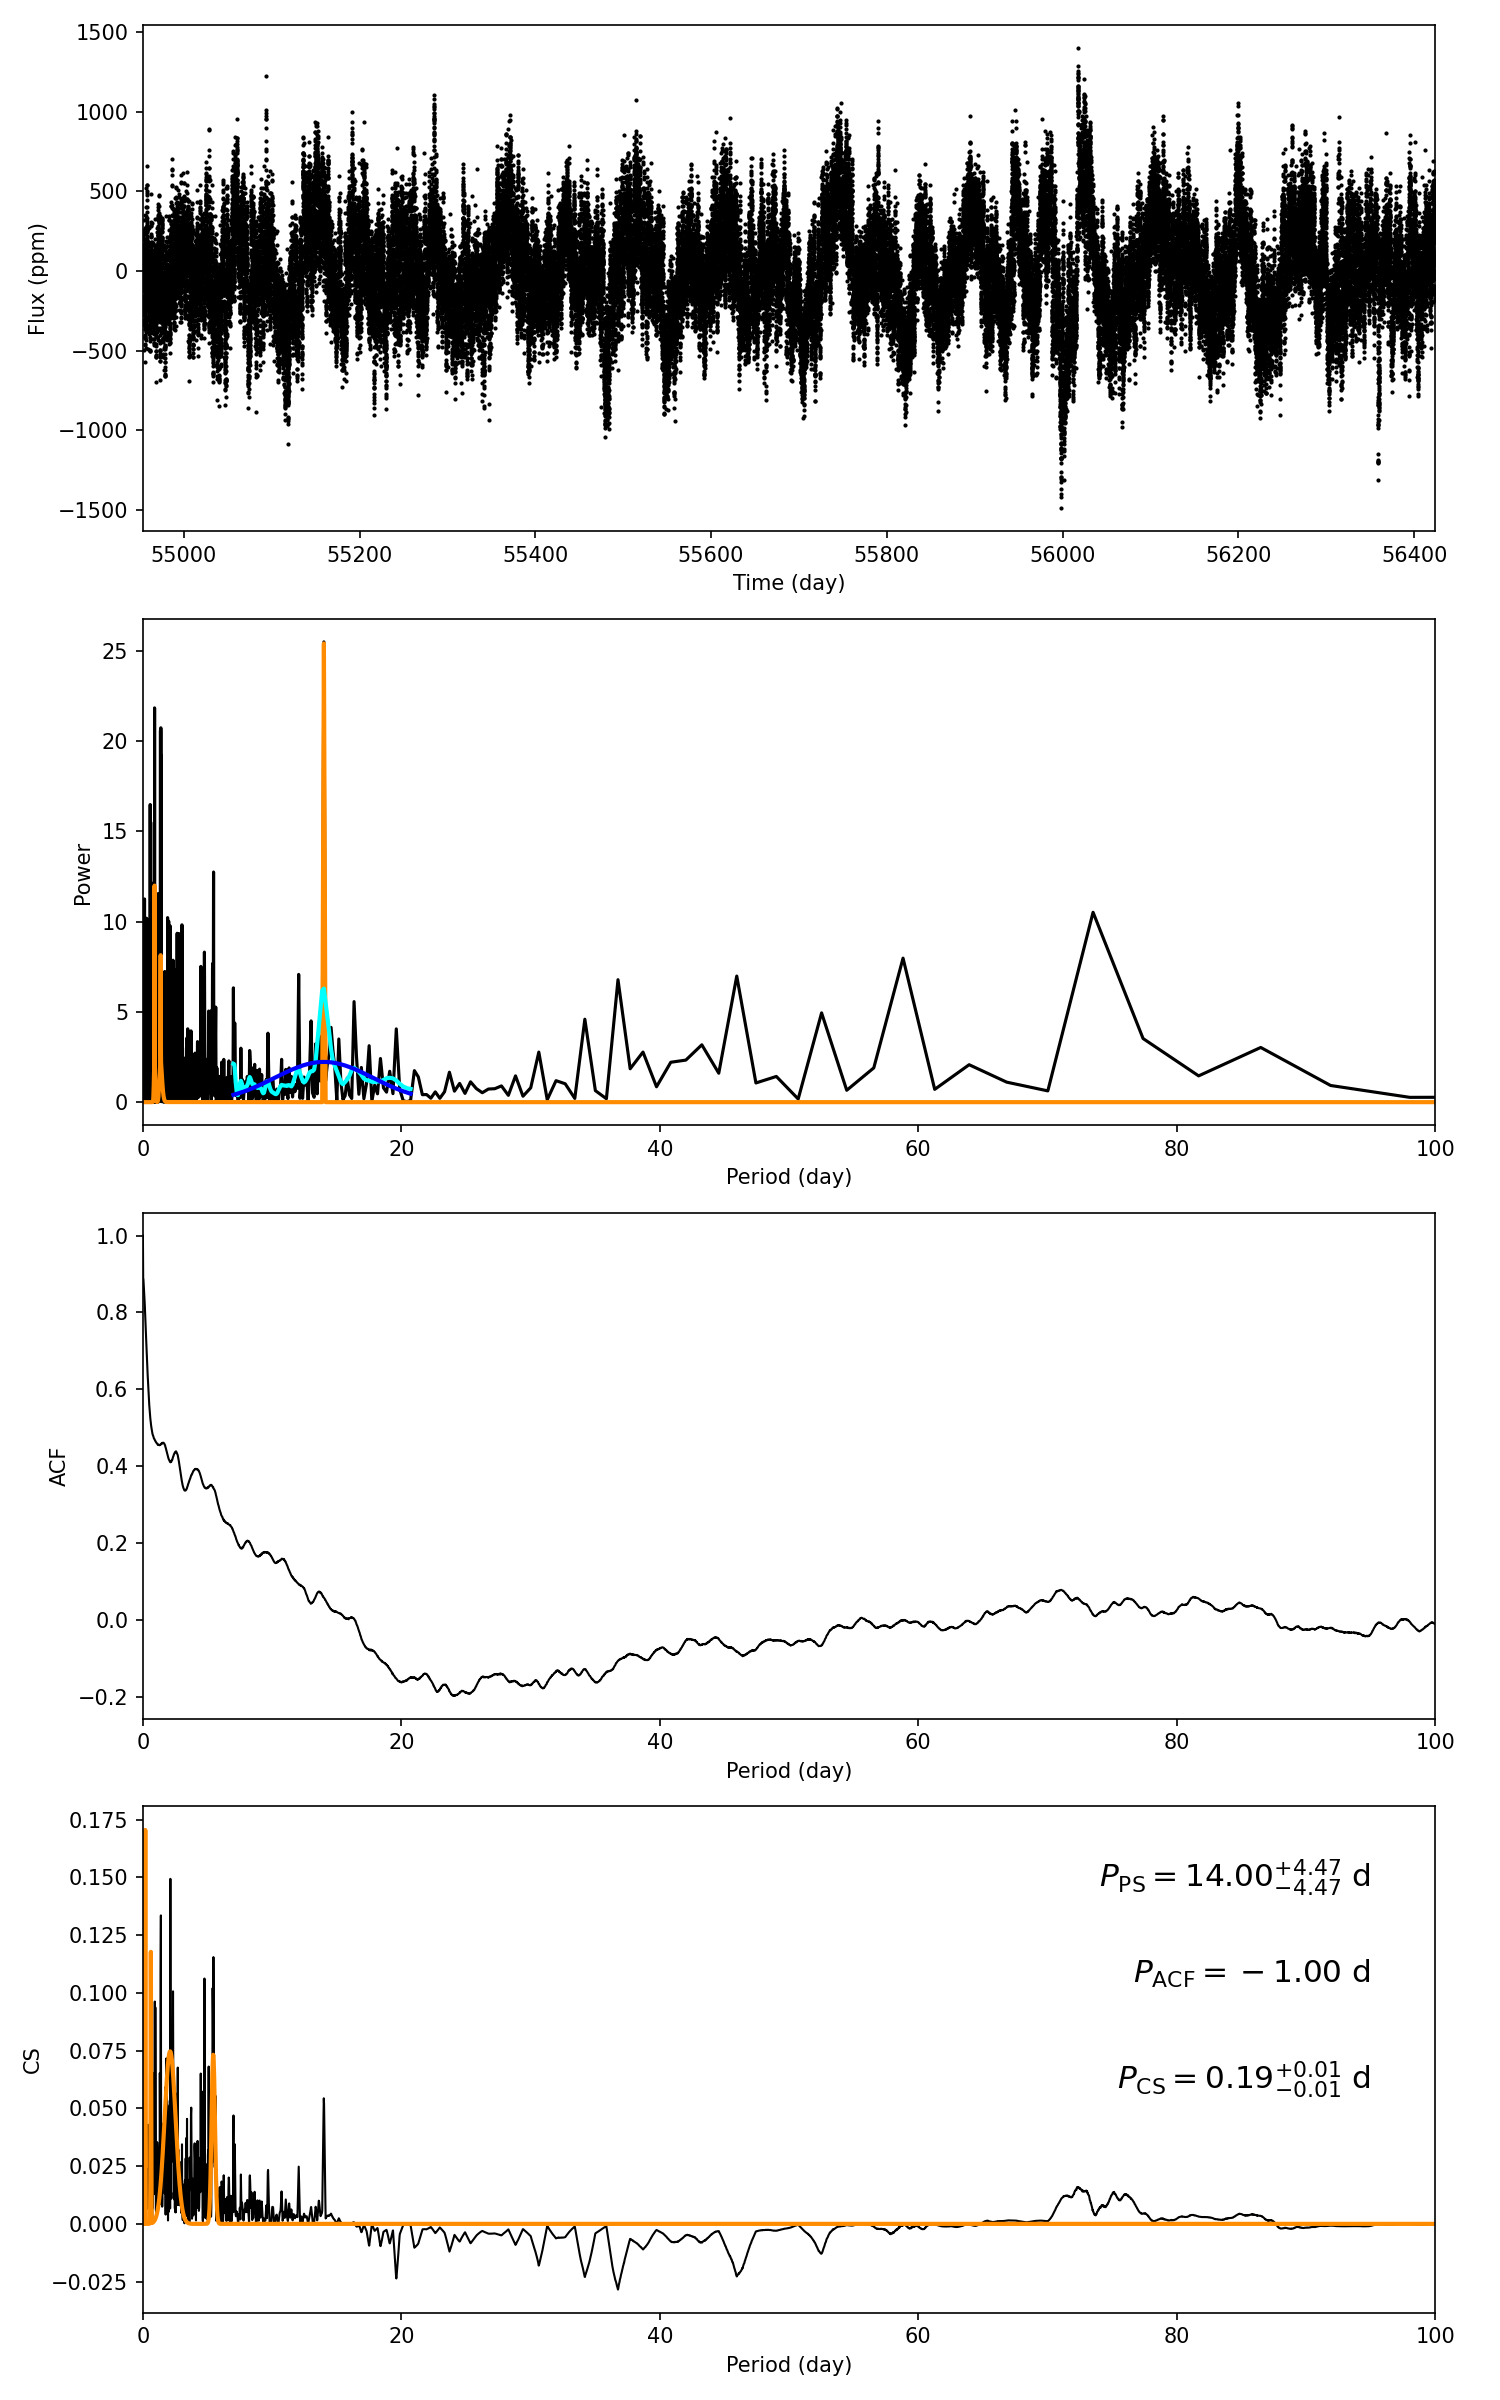 1500
1000
500
0
−500
−1000
−1500
Flux (ppm)
55000 55200 55400 55600 55800 56000 56200 56400
Time (day)
25
20
15
10
5
0
Power
0 20 40 60 80 100
Period (day)
1.0
0.8
0.6
0.4
0.2
0.0
−0.2
ACF
0 20 40 60 80 100
Period (day)
0.175
0.150
0.125
0.100
0.075
0.050
0.025
0.000
−0.025
CS
P_PS = 14.00 +4.47 −4.47 d
P_ACF = −1.00 d
P_CS = 0.19 +0.01 −0.01 d
0 20 40 60 80 100
Period (day)